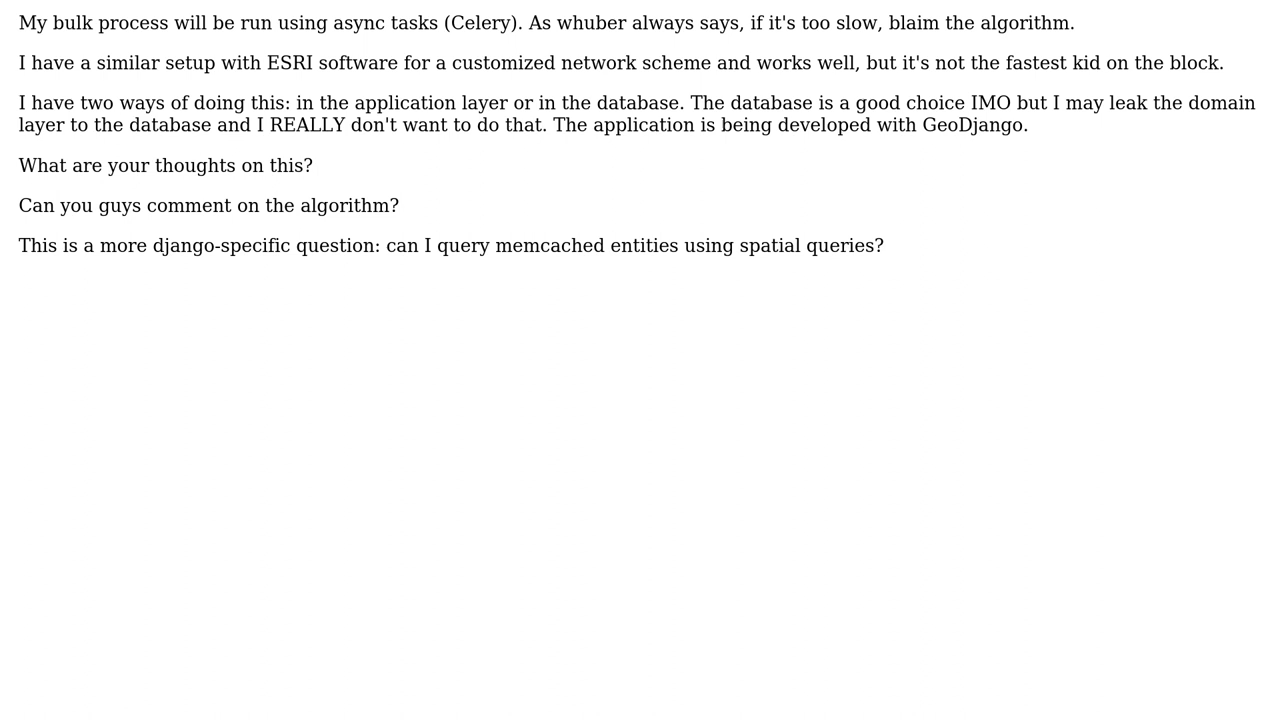 My bulk process will be run using async tasks (Celery). As whuber always says, if it's too slow, blaim the algorithm.
I have a similar setup with ESRI software for a customized network scheme and works well, but it's not the fastest kid on the block.
I have two ways of doing this: in the application layer or in the database. The database is a good choice IMO but I may leak the domain
layer to the database and I REALLY don't want to do that. The application is being developed with GeoDjango.
What are your thoughts on this?
Can you guys comment on the algorithm?
This is a more django-specific question: can I query memcached entities using spatial queries?